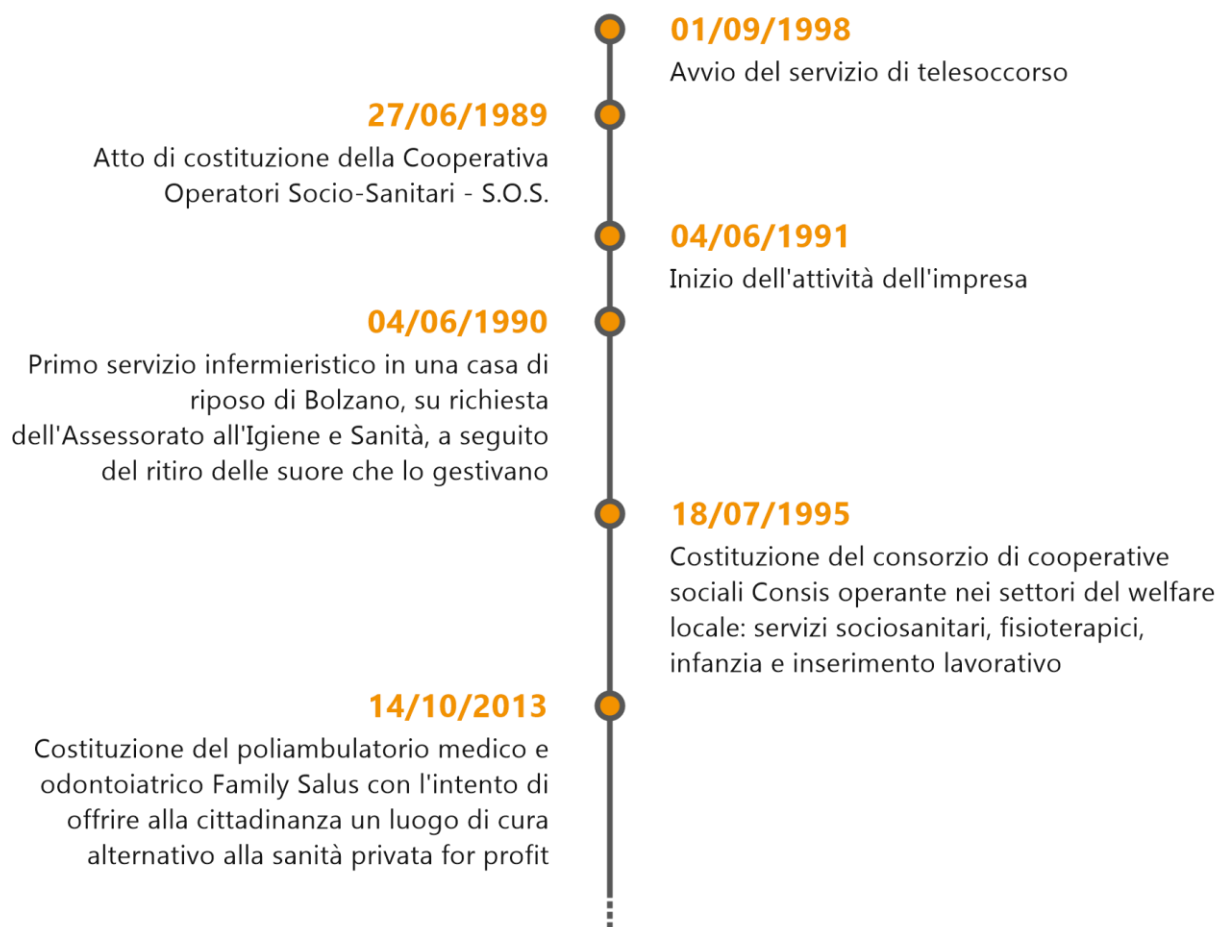 01/09/1998
Avvio del servizio di telesoccorso
27/06/1989
Atto di costituzione della Cooperativa
Operatori Socio-Sanitari - S.O.S.
04/06/1991
Inizio dell'attività dell'impresa
04/06/1990
Primo servizio infermieristico in una casa di
riposo di Bolzano, su richiesta
dell'Assessorato all'Igiene e Sanità, a seguito
del ritiro delle suore che lo gestivano
18/07/1995
Costituzione del consorzio di cooperative
sociali Consis operante nei settori del welfare
locale: servizi sociosanitari, fisioterapici,
infanzia e inserimento lavorativo
14/10/2013
Costituzione del poliambulatorio medico e
odontoiatrico Family Salus con l'intento di
offrire alla cittadinanza un luogo di cura
alternativo alla sanità privata for profit